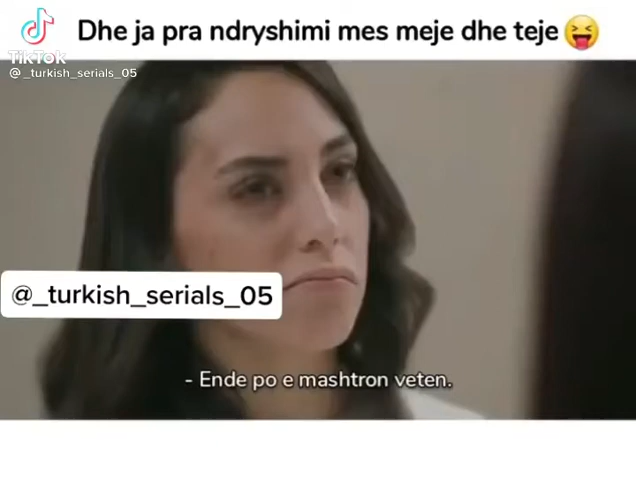 Dhe ja pra ndryshimi mes meje dhe teje 😝
TikTok
@_turkish_serials_05
@_turkish_serials_05
- Ende po e mashtron veten.